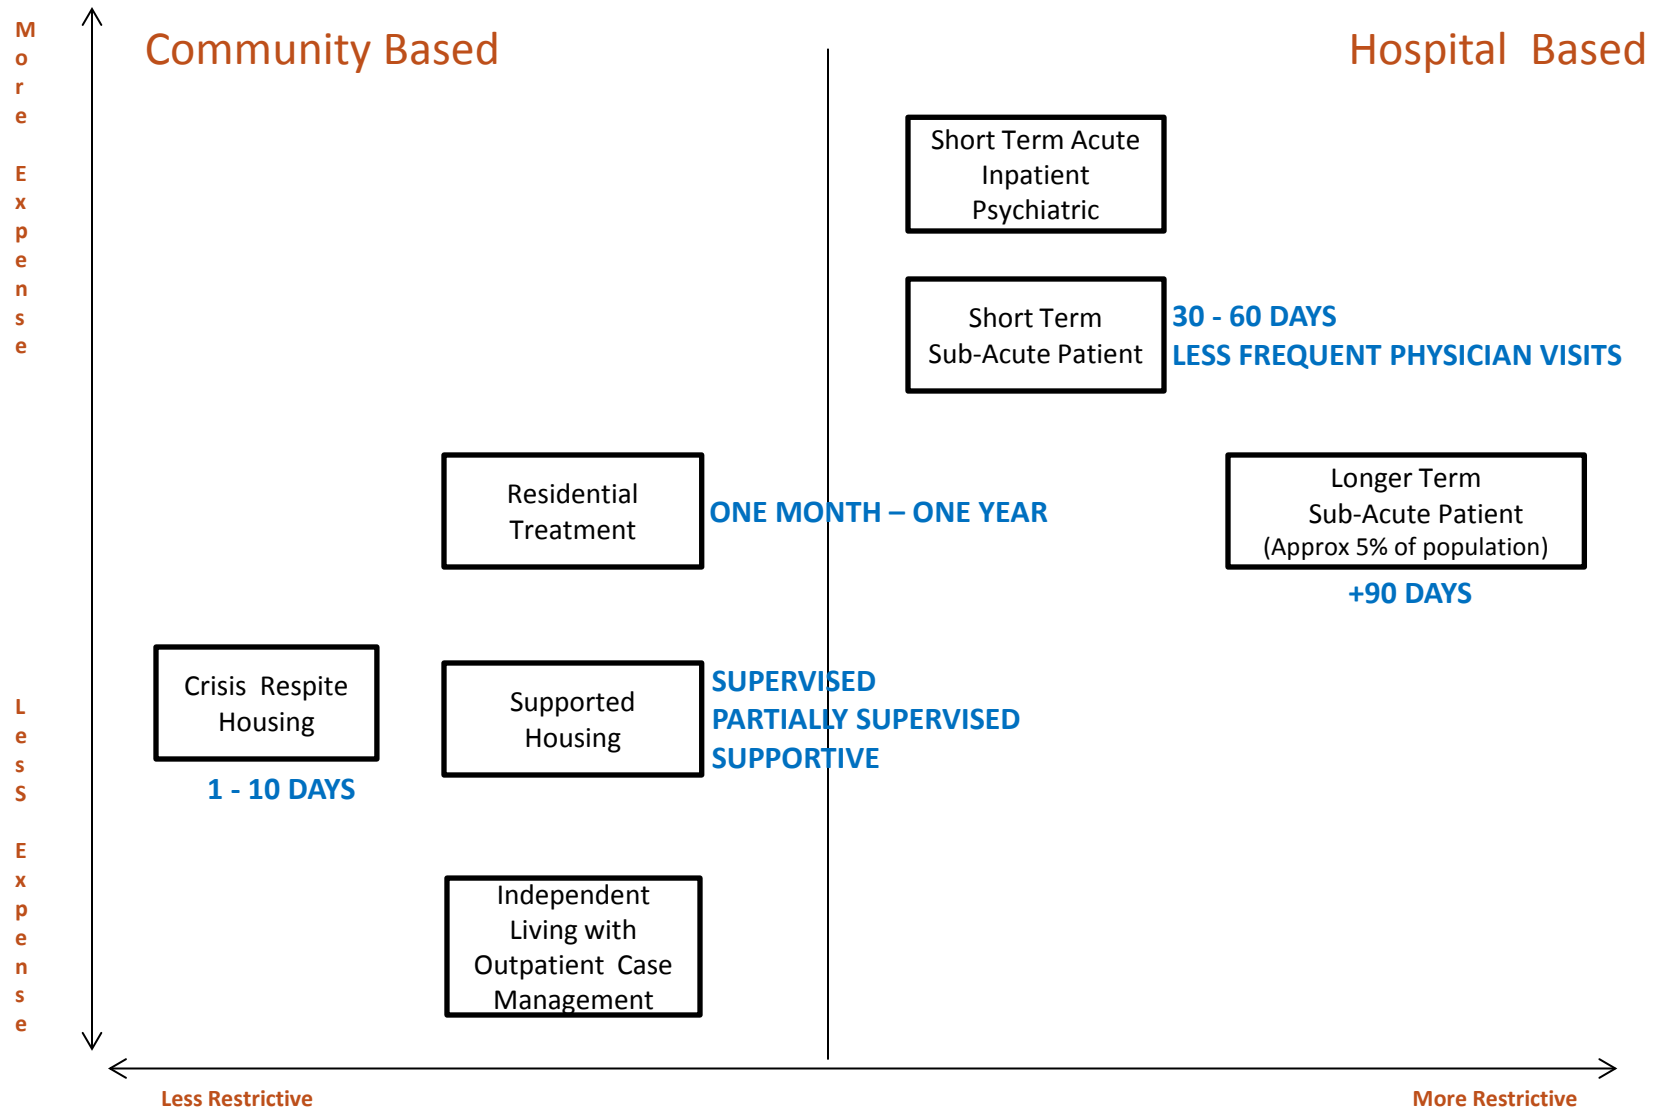 More Expense
Community Based
Hospital Based
Short Term Acute
Inpatient
Psychiatric
Short Term
Sub-Acute Patient
30 - 60 DAYS
LESS FREQUENT PHYSICIAN VISITS
Residential
Treatment
ONE MONTH – ONE YEAR
Longer Term
Sub-Acute Patient
(Approx 5% of population)
+90 DAYS
Crisis Respite
Housing
1 - 10 DAYS
Supported
Housing
SUPERVISED
PARTIALLY SUPERVISED
SUPPORTIVE
LesS Expense
Independent
Living with
Outpatient Case
Management
Less Restrictive
More Restrictive